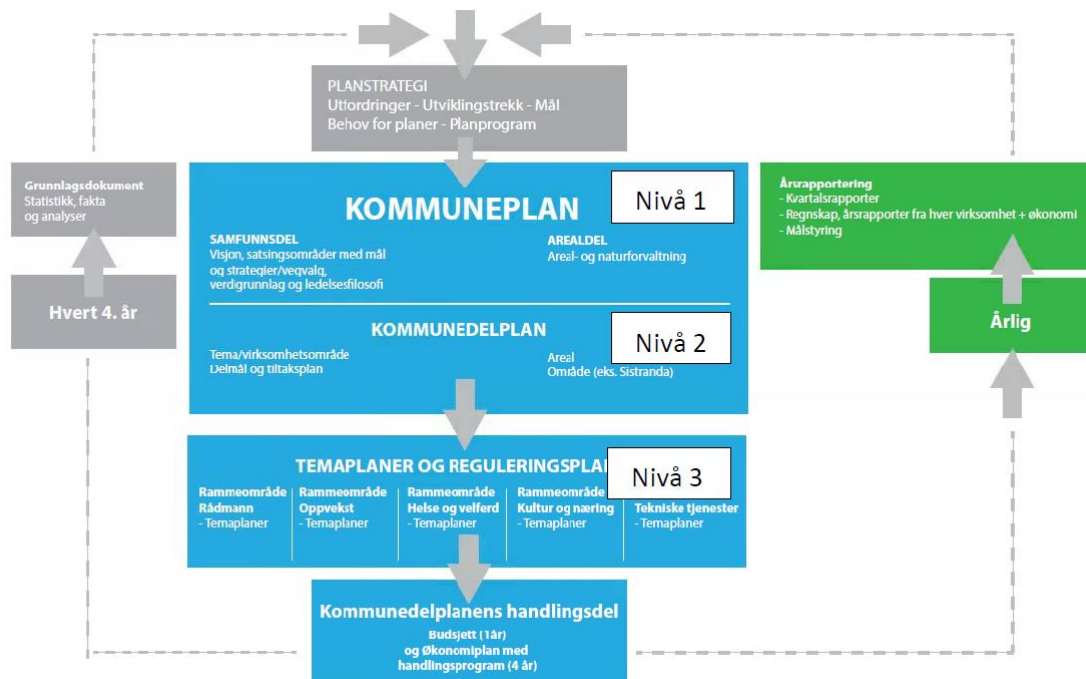 PLANSTRATEGI
Utfordringer - Utviklingstrekk - Mål
Behov for planer - Planprogram
Grunnlagsdokument
Statistikk, fakta
og analyser
Hvert 4. år
KOMMUNEPLAN
Nivå 1
SAMFUNNSDEL
Visjon, satsingsområder med mål
og strategier/vegvalg,
verdigrunnlag og ledelsesfilosofi
AREALDEL
Areal- og naturforvaltning
KOMMUNEDELPLAN
Nivå 2
Tema/virksomhetsområde
Delmål og tiltaksplan
Areal
Område (eks. Sistranda)
Årsrapportering
- Kvartalsrapporter
- Regnskap, årsrapporter fra hver virksomhet + økonomi
- Målstyring
Årlig
TEMAPLANER OG REGULERINGSPLA
Nivå 3
Rammeområde
Rådmann
- Temaplaner
Rammeområde
Oppvekst
- Temaplaner
Rammeområde
Helse og velferd
- Temaplaner
Rammeområde
Kultur og næring
- Temaplaner
Tekniske tjenester
- Temaplaner
Kommunedelplanens handlingsdel
Budsjett (1år)
og Økonomiplan med
handlingsprogram (4 år)